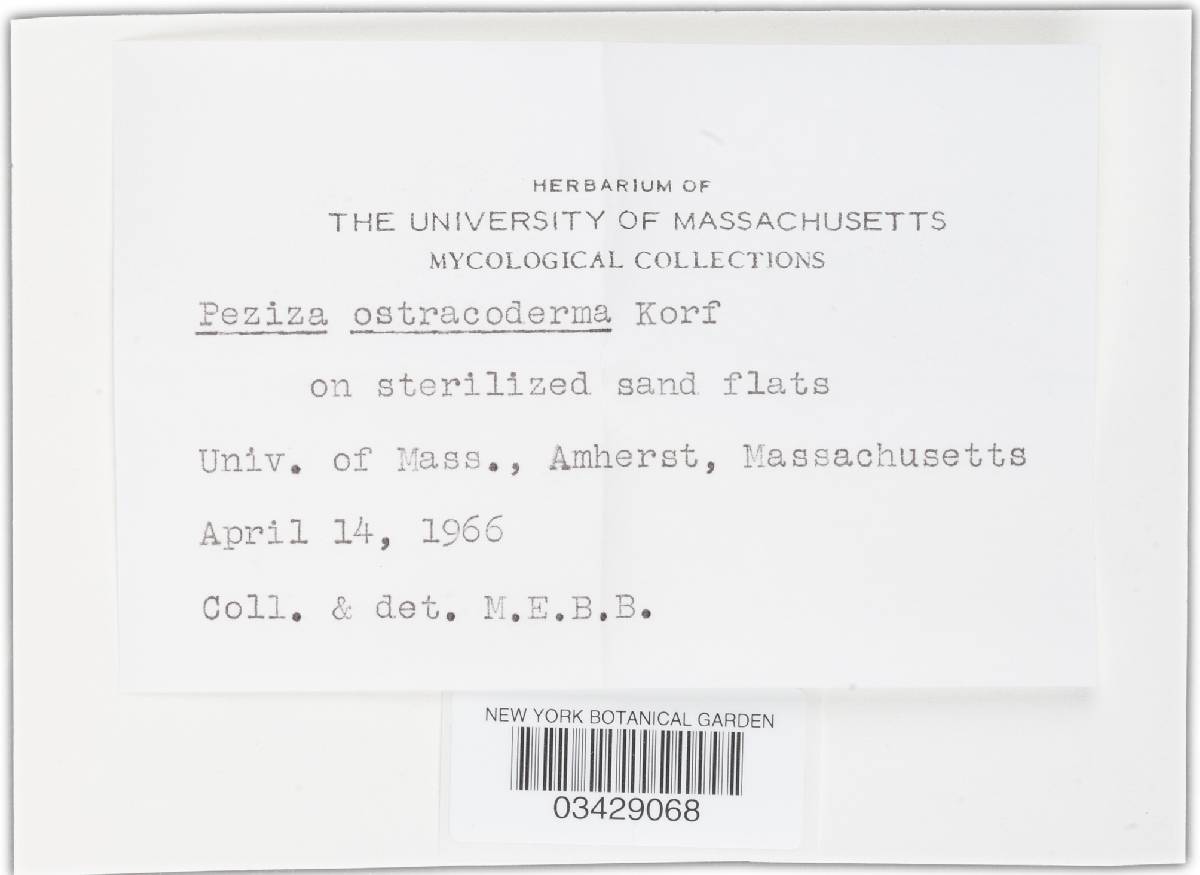 HERBARIUM OF
THE UNIVERSITY OF MASSACHUSETTS
MYCOLOGICAL COLLECTIONS
Peziza ostracoderma Korf
on sterilized sand flats
Univ. of Mass., Amherst, Massachusetts
April 14, 1966
Coll. & det. M.E.B.B.
NEW YORK BOTANICAL GARDEN
03429068